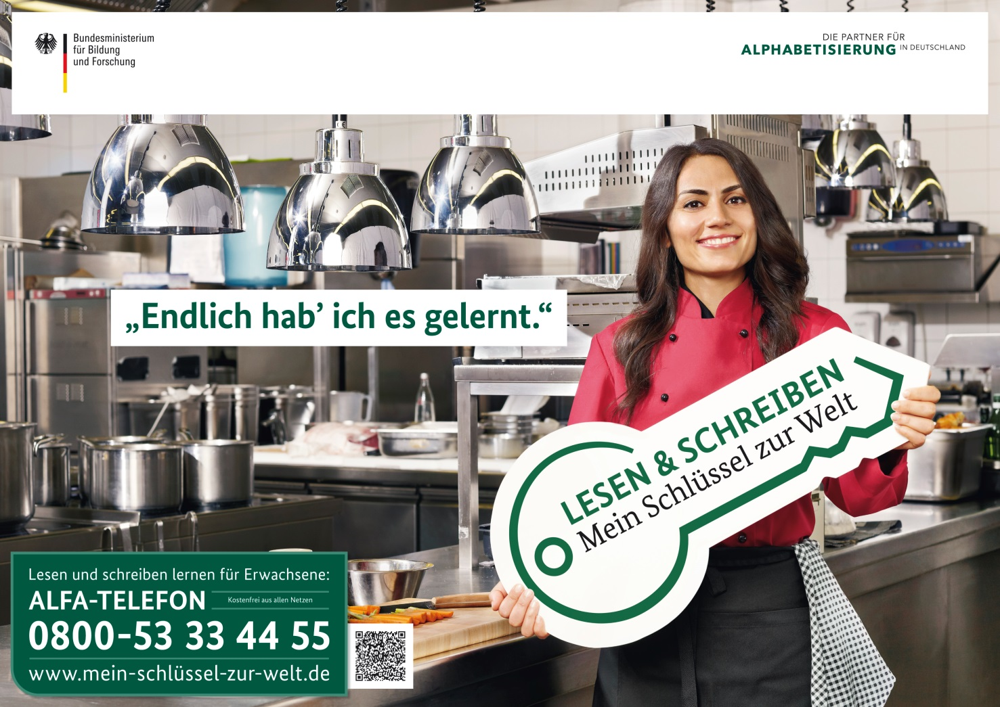 Bundesministerium
für Bildung
und Forschung
DIE PARTNER FÜR
ALPHABETISIERUNG IN DEUTSCHLAND
„Endlich hab’ ich es gelernt.“
LESEN & SCHREIBEN
Mein Schlüssel zur Welt
Lesen und schreiben lernen für Erwachsene:
ALFA-TELEFON Kostenfrei aus allen Netzen
0800-53 33 44 55
www.mein-schlüssel-zur-welt.de